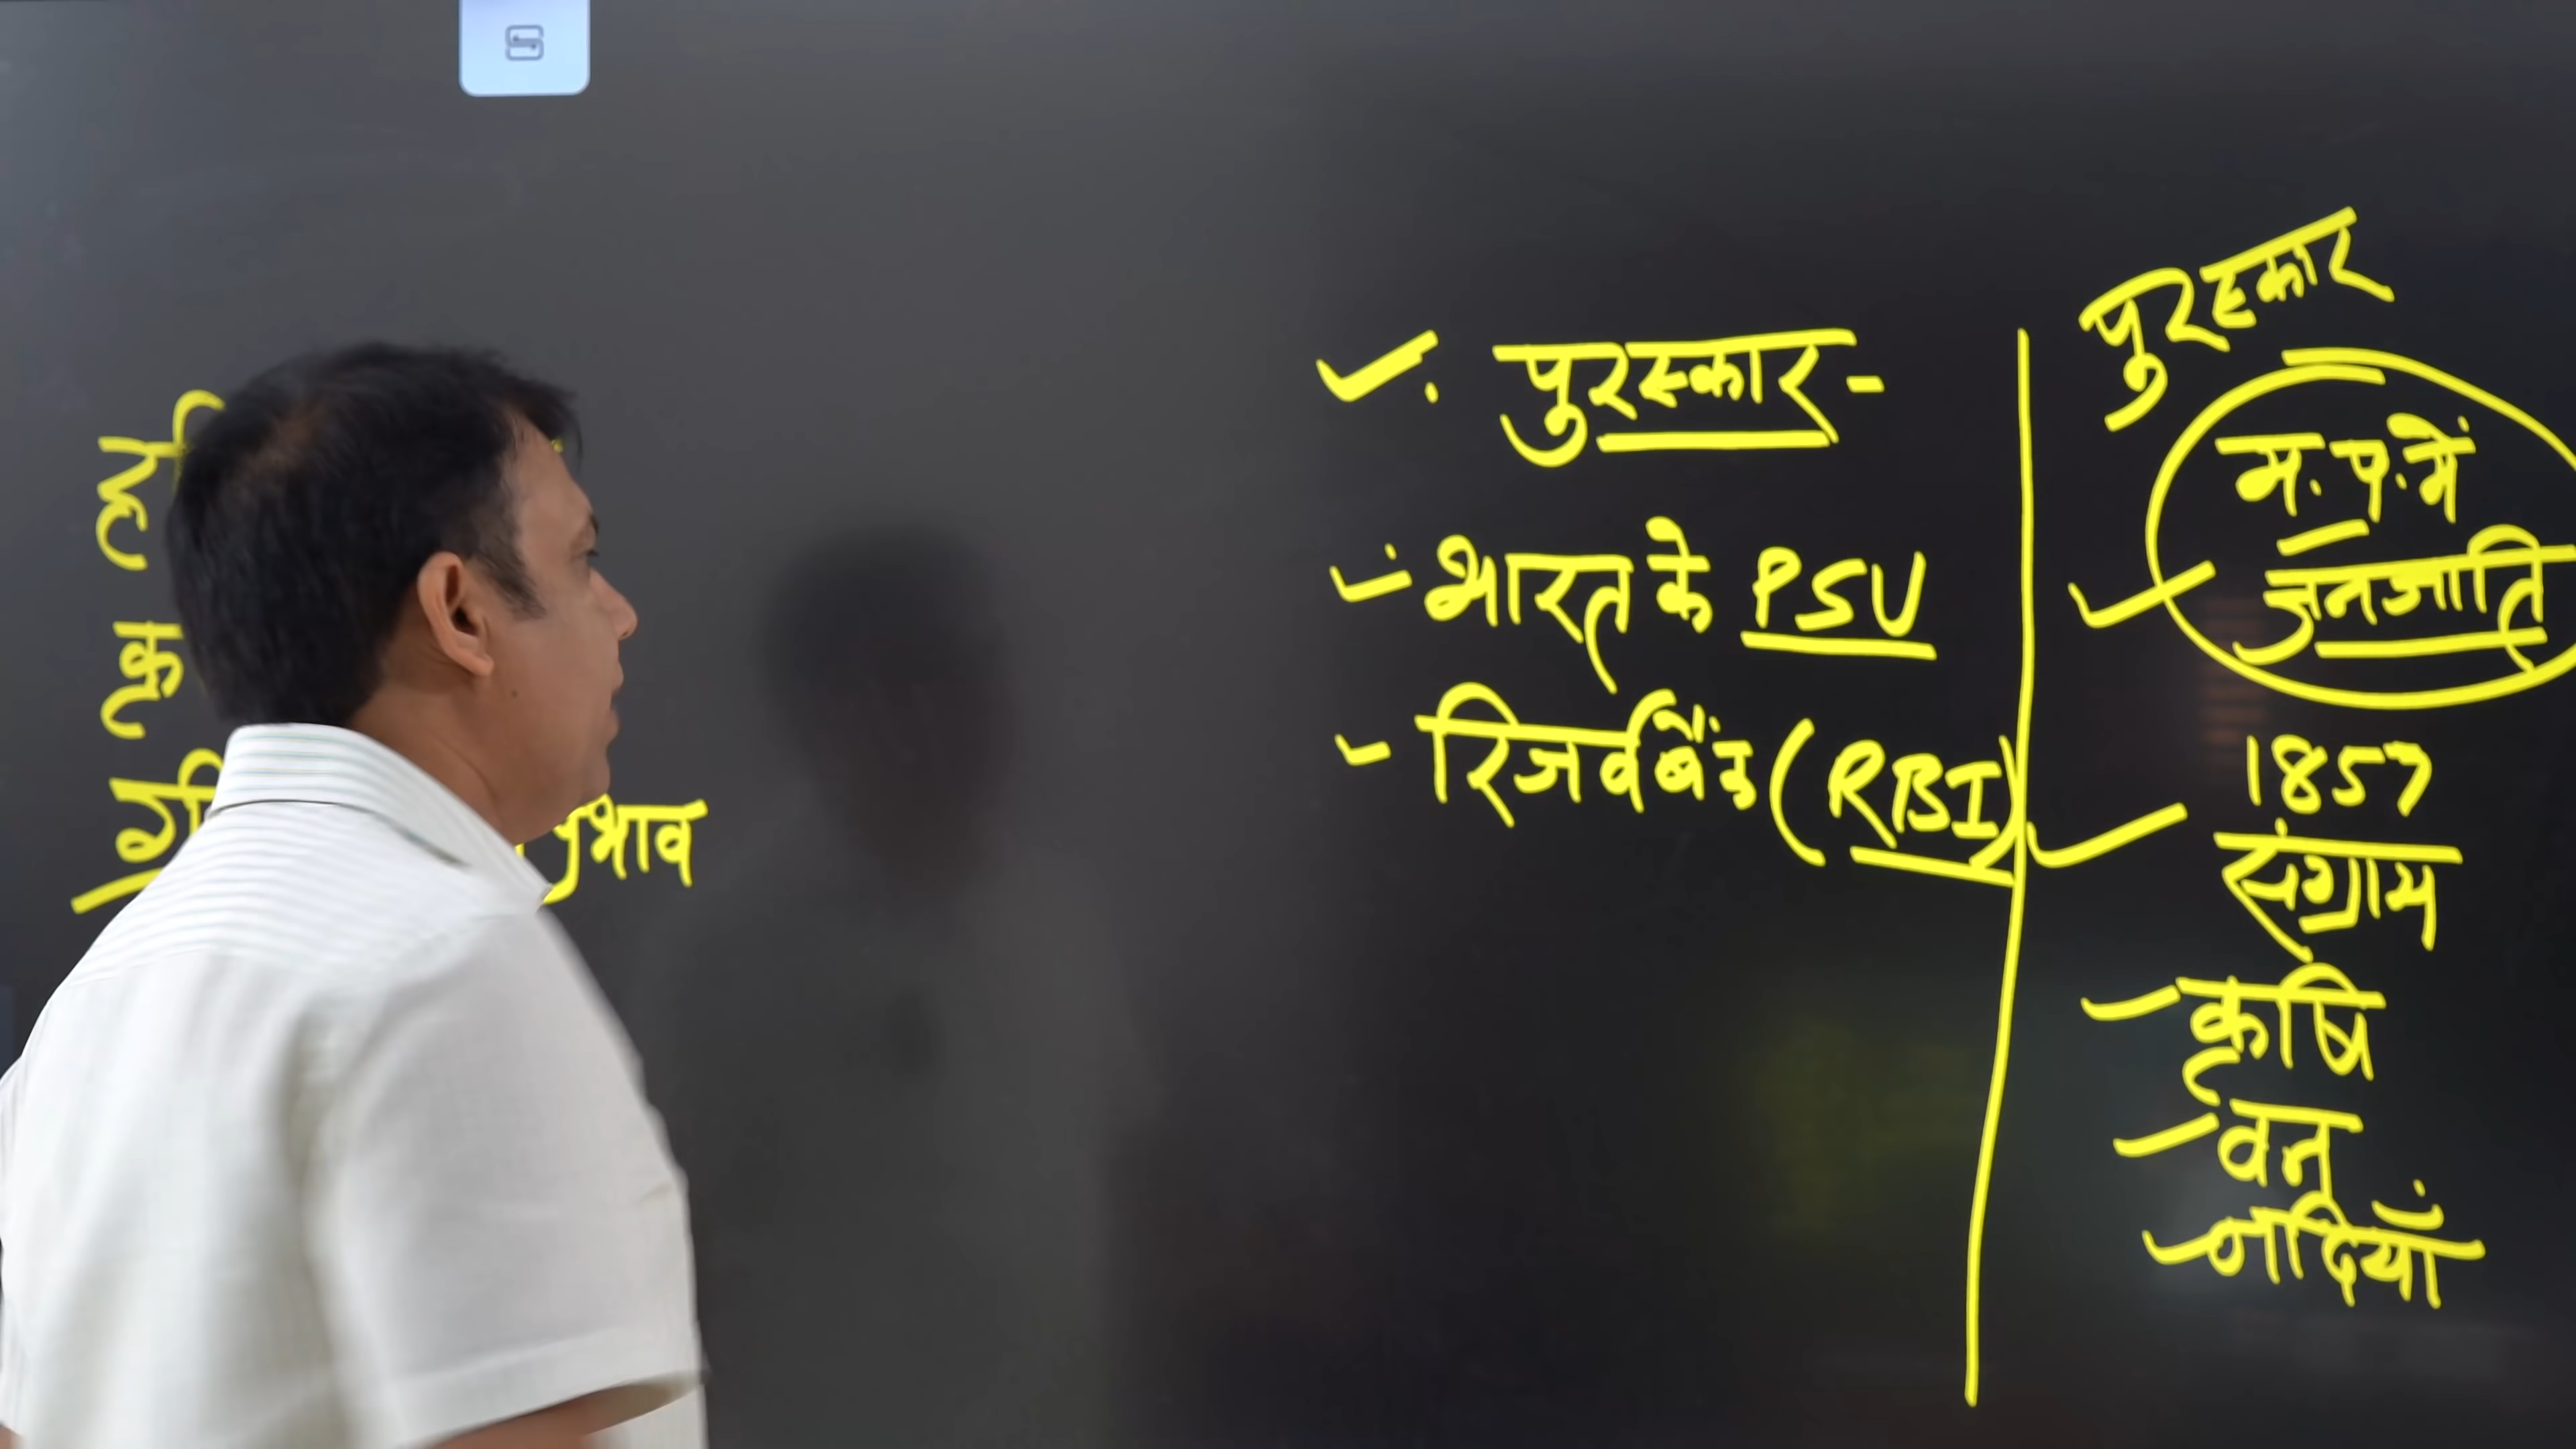 पुरस्कार -
भारत के PSU
रिजर्व बैंक (RBI)
पुरस्कार
म. प्र. में
जनजाति
1857
संग्राम
कृषि
वन
नदियाँ